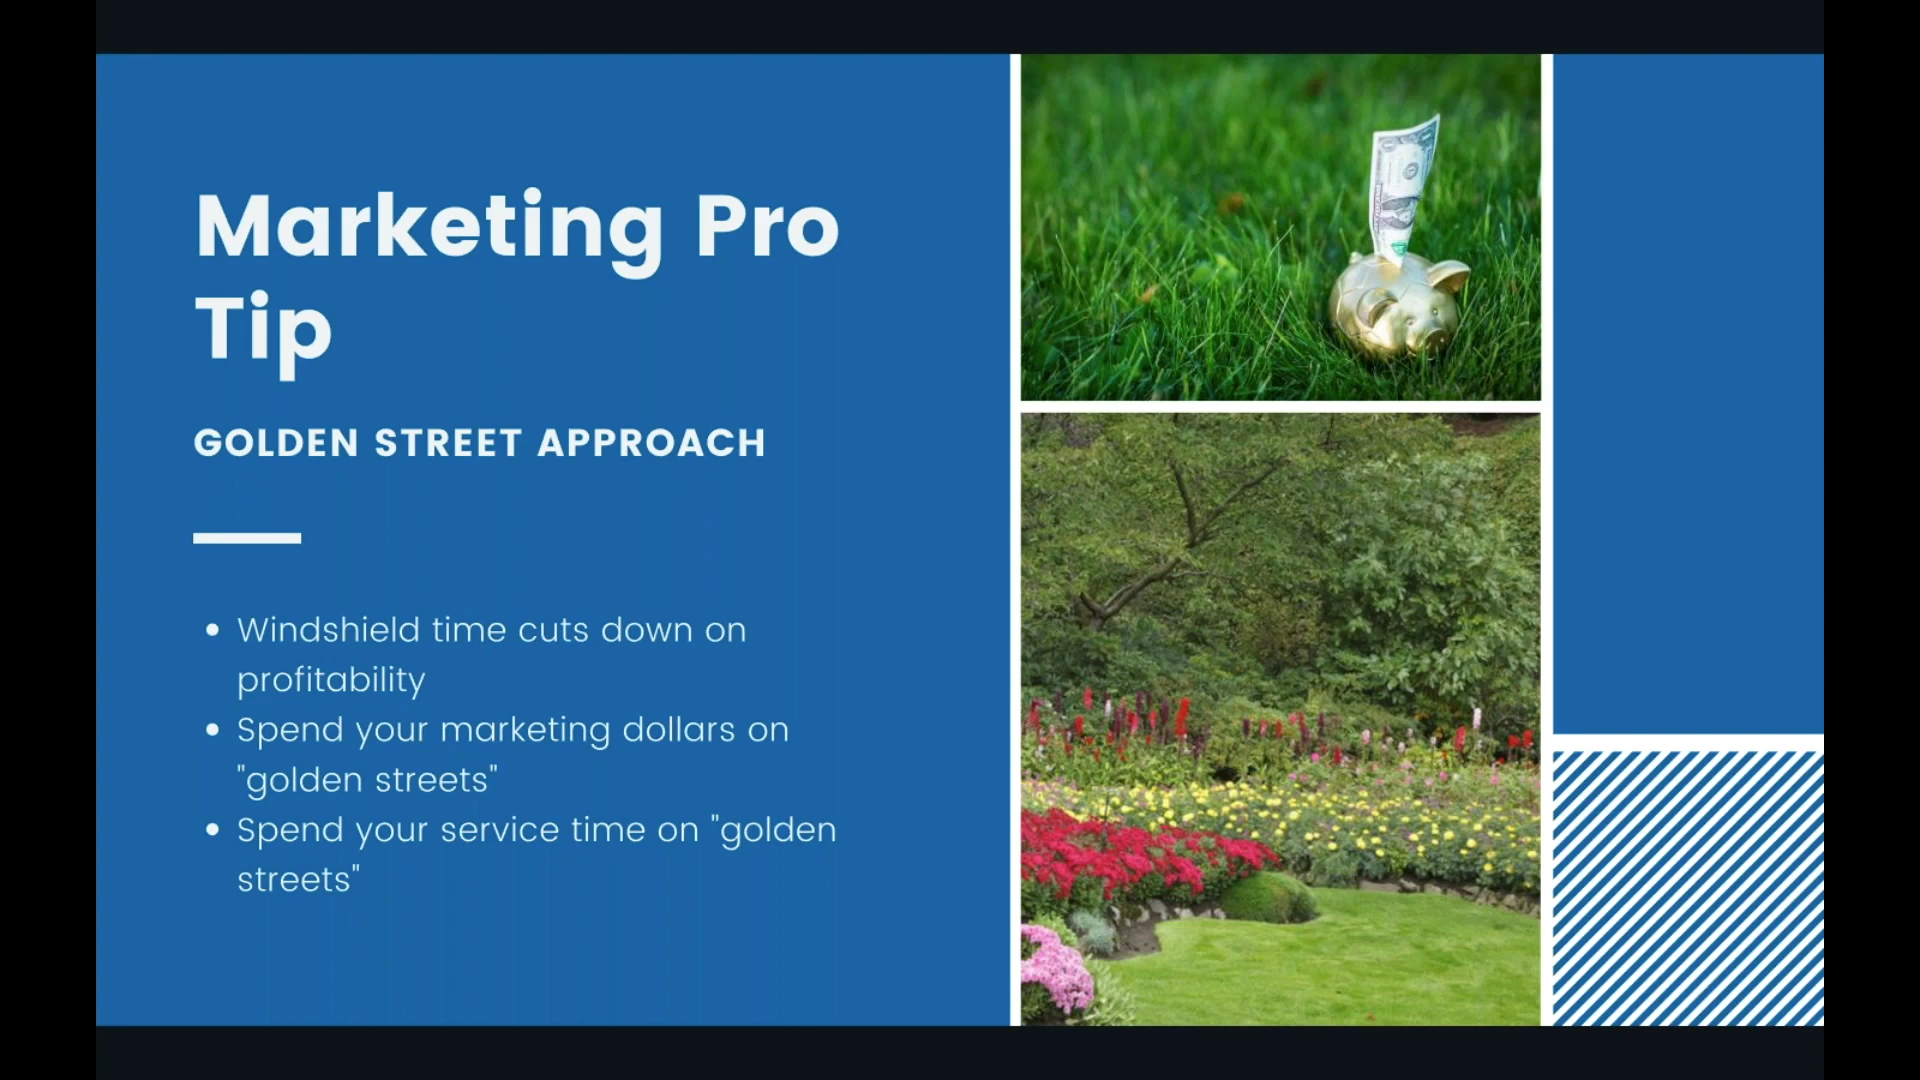 Marketing Pro
Tip
GOLDEN STREET APPROACH
• Windshield time cuts down on
profitability
• Spend your marketing dollars on
"golden streets"
• Spend your service time on "golden
streets"